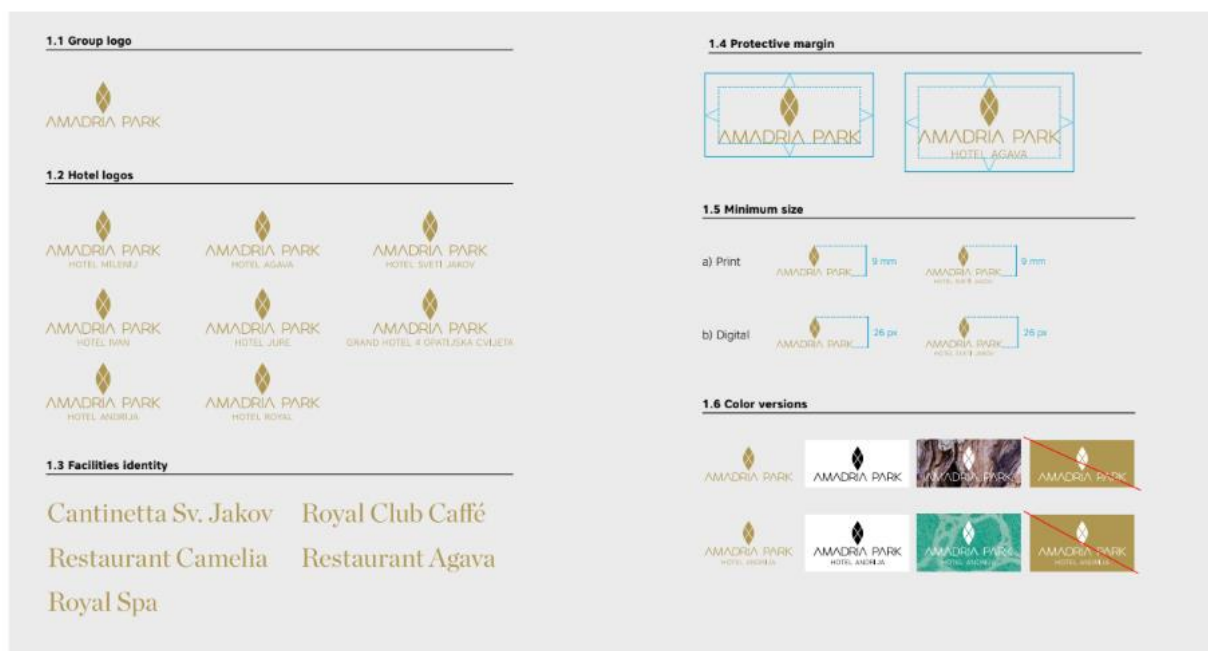 1.1 Group logo
AMADRIA PARK
1.2 Hotel logos
AMADRIA PARK
HOTEL MILENIJ
AMADRIA PARK
HOTEL AGAVA
AMADRIA PARK
HOTEL SVETI JAKOV
AMADRIA PARK
HOTEL IVAN
AMADRIA PARK
HOTEL JURE
AMADRIA PARK
GRAND HOTEL 4 OPATIJSKA CVIJETA
AMADRIA PARK
HOTEL ANDRIJA
AMADRIA PARK
HOTEL ROYAL
1.3 Facilities identity
Cantinetta Sv. Jakov
Royal Club Caffé
Restaurant Camelia
Restaurant Agava
Royal Spa
1.4 Protective margin
AMADRIA PARK
AMADRIA PARK
HOTEL AGAVA
1.5 Minimum size
a) Print
AMADRIA PARK
9 mm
AMADRIA PARK
HOTEL SVETI JAKOV
9 mm
b) Digital
AMADRIA PARK
26 px
AMADRIA PARK
HOTEL SVETI JAKOV
26 px
1.6 Color versions
AMADRIA PARK
AMADRIA PARK
AMADRIA PARK
AMADRIA PARK
AMADRIA PARK
HOTEL ANDRIJA
AMADRIA PARK
HOTEL ANDRIJA
AMADRIA PARK
HOTEL ANDRIJA
AMADRIA PARK
HOTEL ANDRIJA